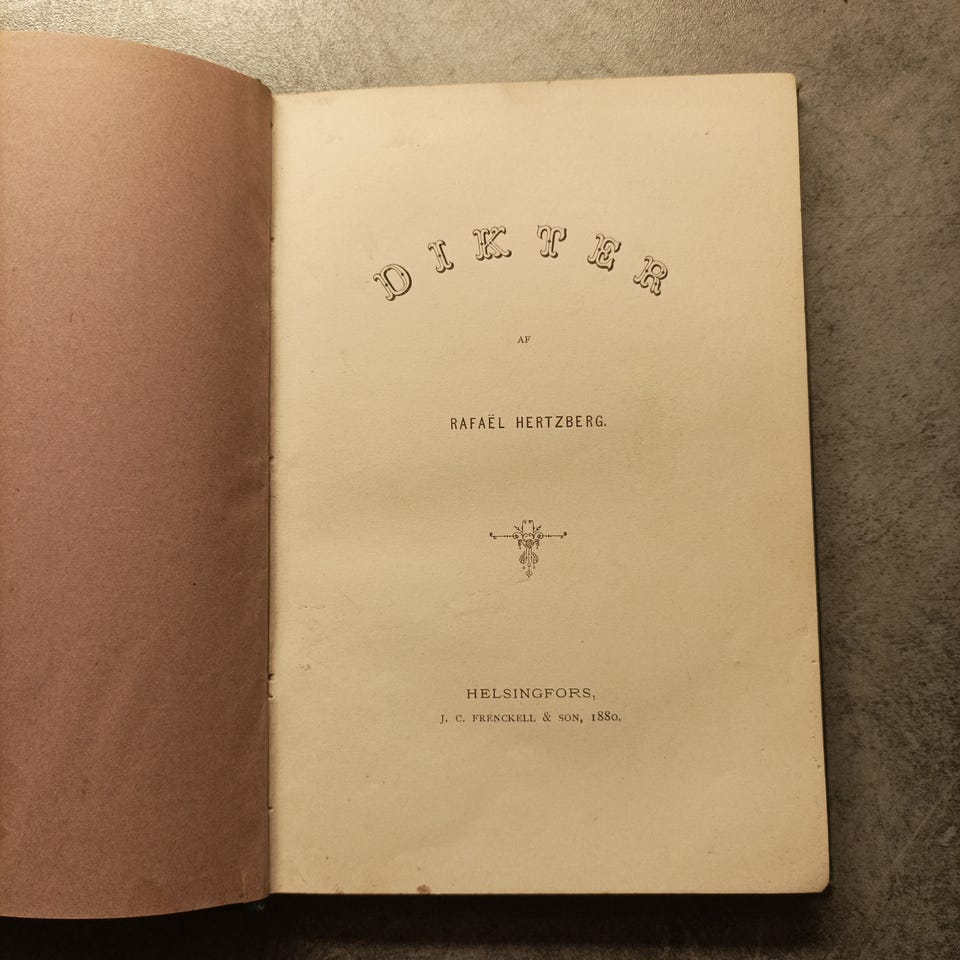 DIKTER
AF
RAFAËL HERTZBERG.
HELSINGFORS,
J. C. FRENCKELL & SON, 1880.